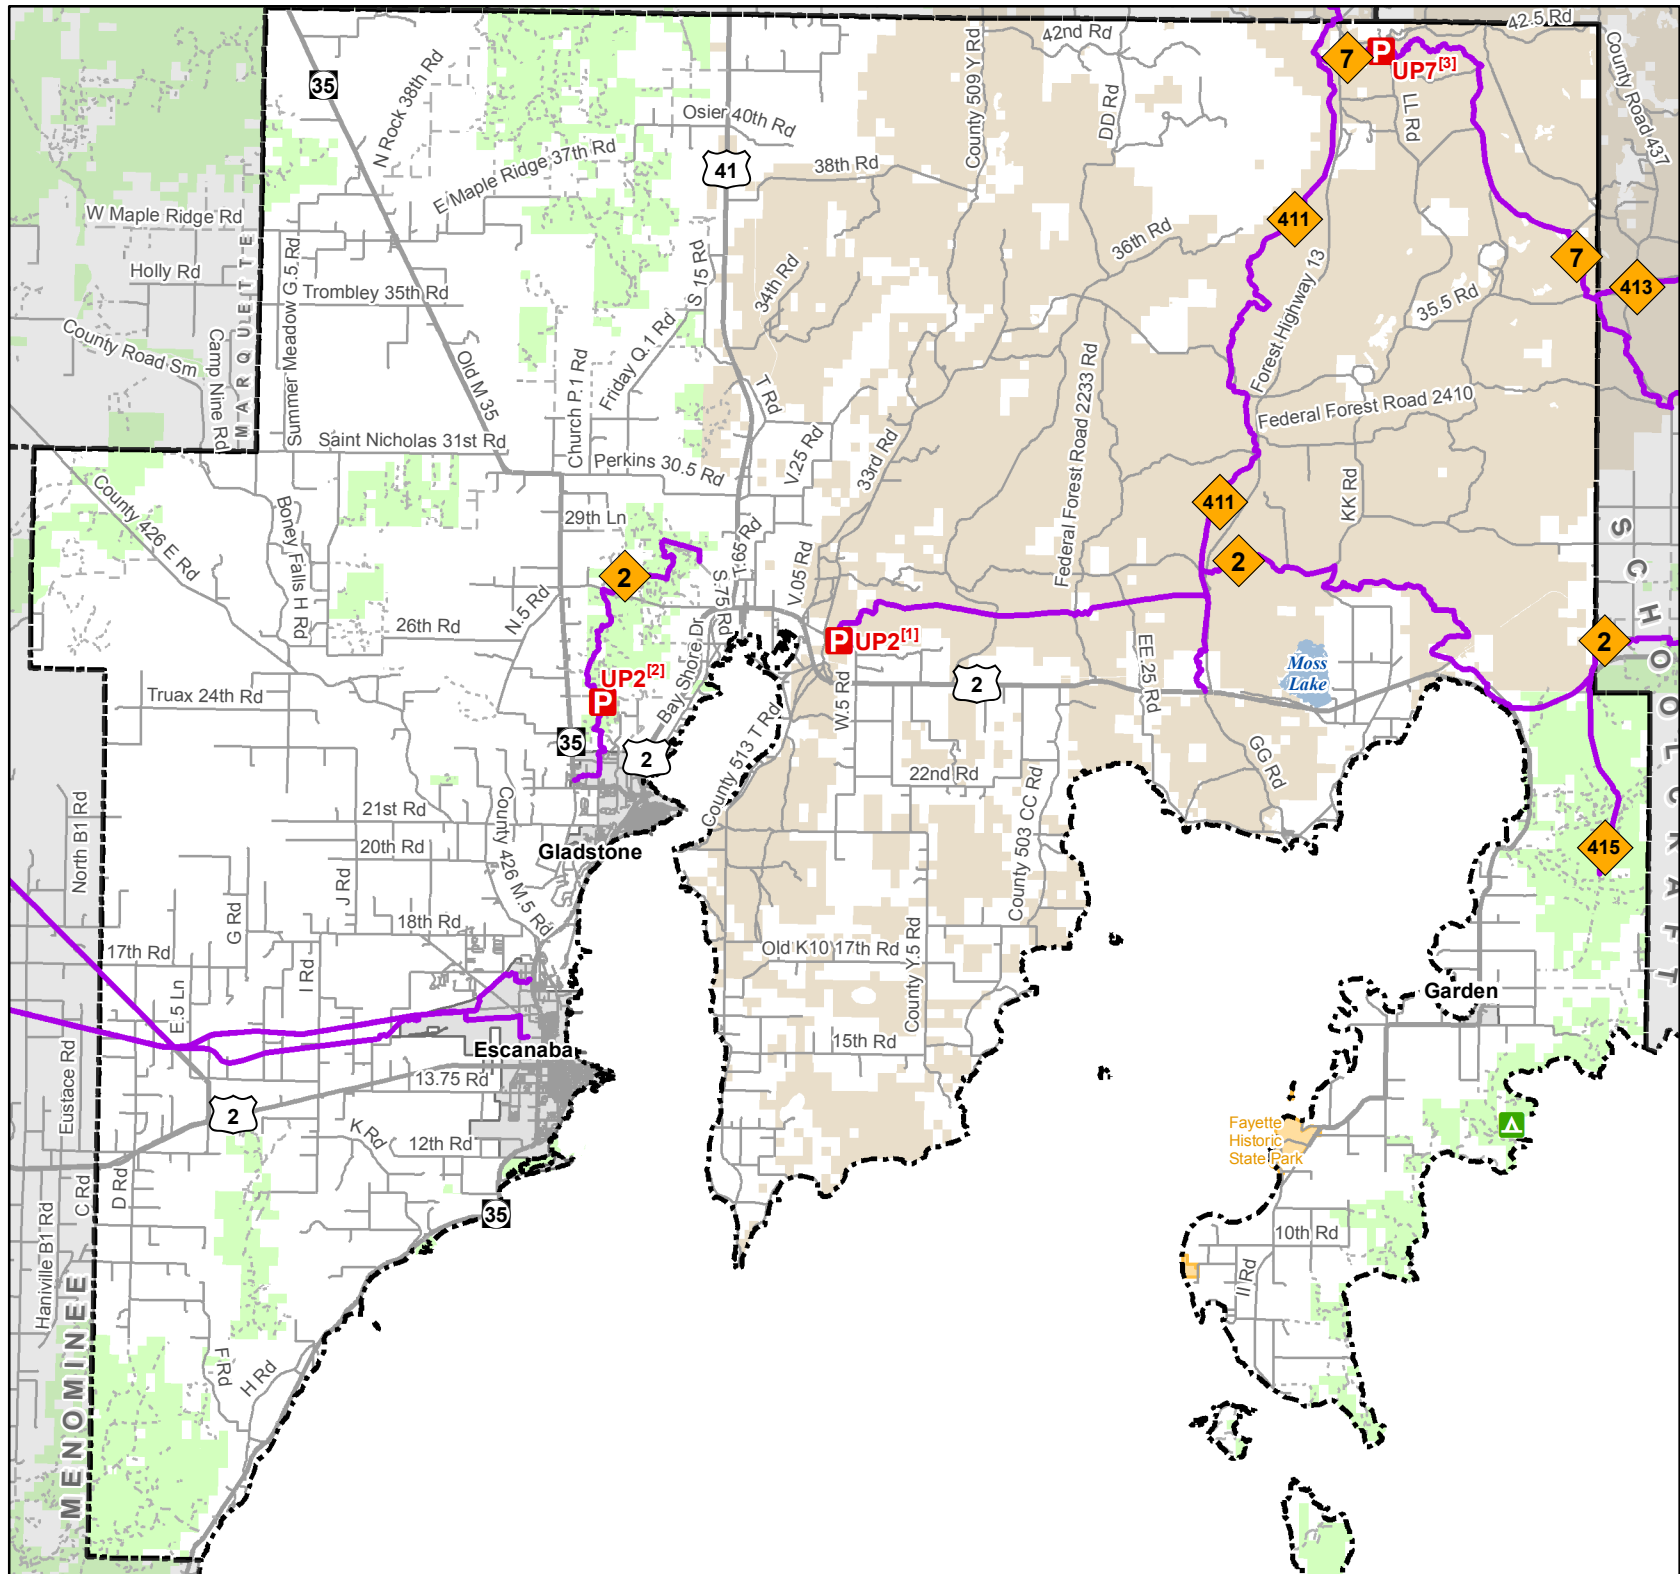 42.5 Rd
42nd Rd
7
P
UP7[3]
35
N Rock 38th Rd
Osier 40th Rd
County 509 Y Rd
DD Rd
LL Rd
County Road 437
E Maple Ridge 37th Rd
41
38th Rd
W Maple Ridge Rd
411
36th Rd
Holly Rd
MARQUETTE
Summer Meadow G.5 Rd
Trombley 35th Rd
S 15 Rd
34th Rd
Forest Highway 13
35.5 Rd
7
413
County Road Sm
Camp Nine Rd
Old M 35
Church P.1 Rd
Friday Q.1 Rd
T Rd
Federal Forest Road 2233 Rd
Federal Forest Road 2410
Saint Nicholas 31st Rd
Perkins 30.5 Rd
V.25 Rd
33rd Rd
KK Rd
County 426 E Rd
Boney Falls H Rd
29th Ln
411
2
2
26th Rd
N.5 Rd
S.75 Rd
V.05 Rd
SCHOOLCRAFT
P
UP2[1]
2
UP2[2]
P
Bay Shore Dr
EE.25 Rd
Moss
Lake
2
Truax 24th Rd
W.5 Rd
35
2
County 513 T Rd
GG Rd
22nd Rd
North B1 Rd
21st Rd
20th Rd
County 426 M.5 Rd
Gladstone
County 503 CC Rd
415
J Rd
G Rd
18th Rd
17th Rd
I Rd
Old K10 17th Rd
County Y.5 Rd
Garden
E.5 Ln
Escanaba
15th Rd
Eustace Rd
13.75 Rd
2
K Rd
12th Rd
Fayette
Historic
State Park
C Rd
D Rd
35
Haniville B1 Rd
10th Rd
II Rd
MENOMINEE
F Rd
H Rd